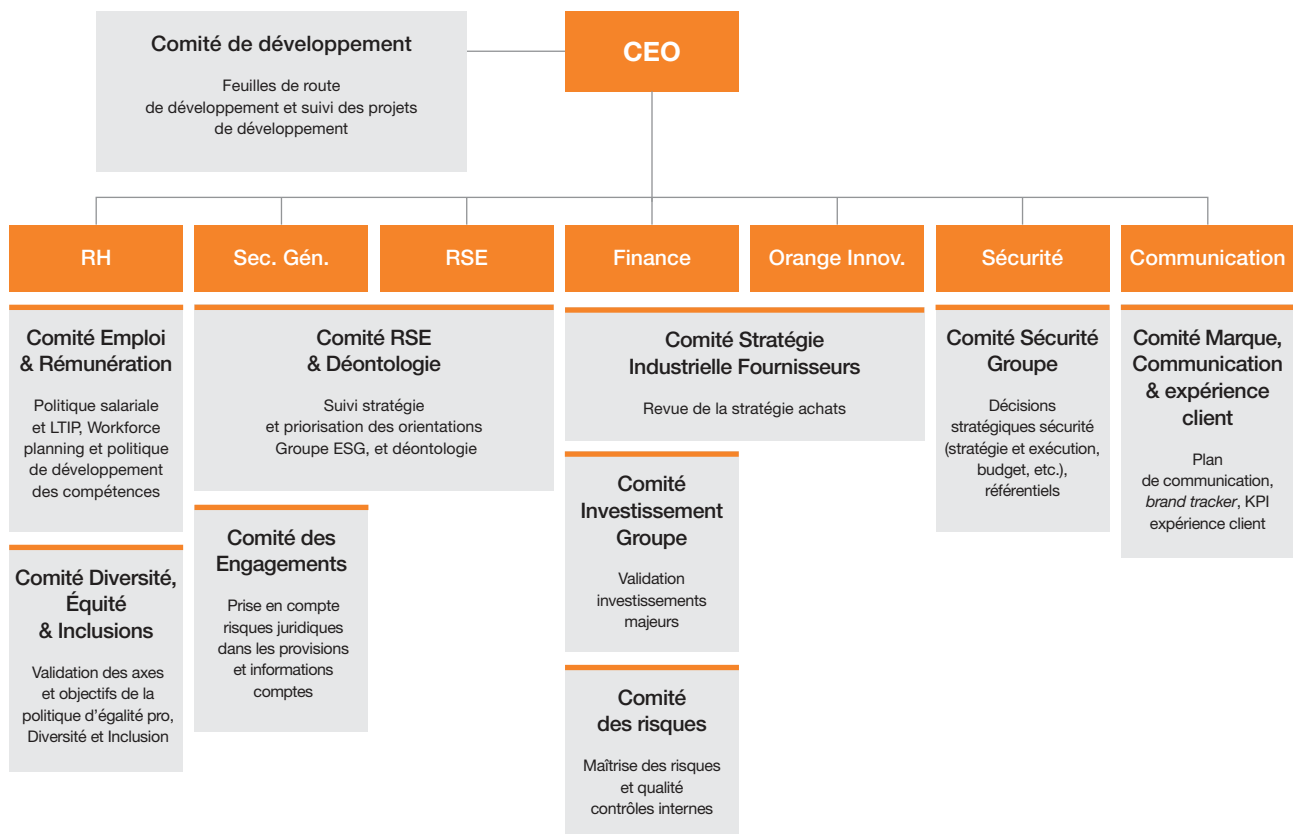 Comité de développement
Feuilles de route
de développement et suivi des projets
de développement
CEO
RH
Sec. Gén.
RSE
Finance
Orange Innov.
Sécurité
Communication
Comité Emploi
& Rémunération
Politique salariale
et LTIP, Workforce
planning et politique
de développement
des compétences
Comité Diversité,
Équité
& Inclusions
Validation des axes
et objectifs de la
politique d'égalité pro,
Diversité et Inclusion
Comité RSE
& Déontologie
Suivi stratégie
et priorisation des orientations
Groupe ESG, et déontologie
Comité des
Engagements
Prise en compte
risques juridiques
dans les provisions
et informations
comptes
Comité Stratégie
Industrielle Fournisseurs
Revue de la stratégie achats
Comité
Investissement
Groupe
Validation
investissements
majeurs
Comité
des risques
Maîtrise des risques
et qualité
contrôles internes
Comité Sécurité
Groupe
Décisions
stratégiques sécurité
(stratégie et exécution,
budget, etc.),
référentiels
Comité Marque,
Communication
& expérience
client
Plan
de communication,
brand tracker, KPI
expérience client